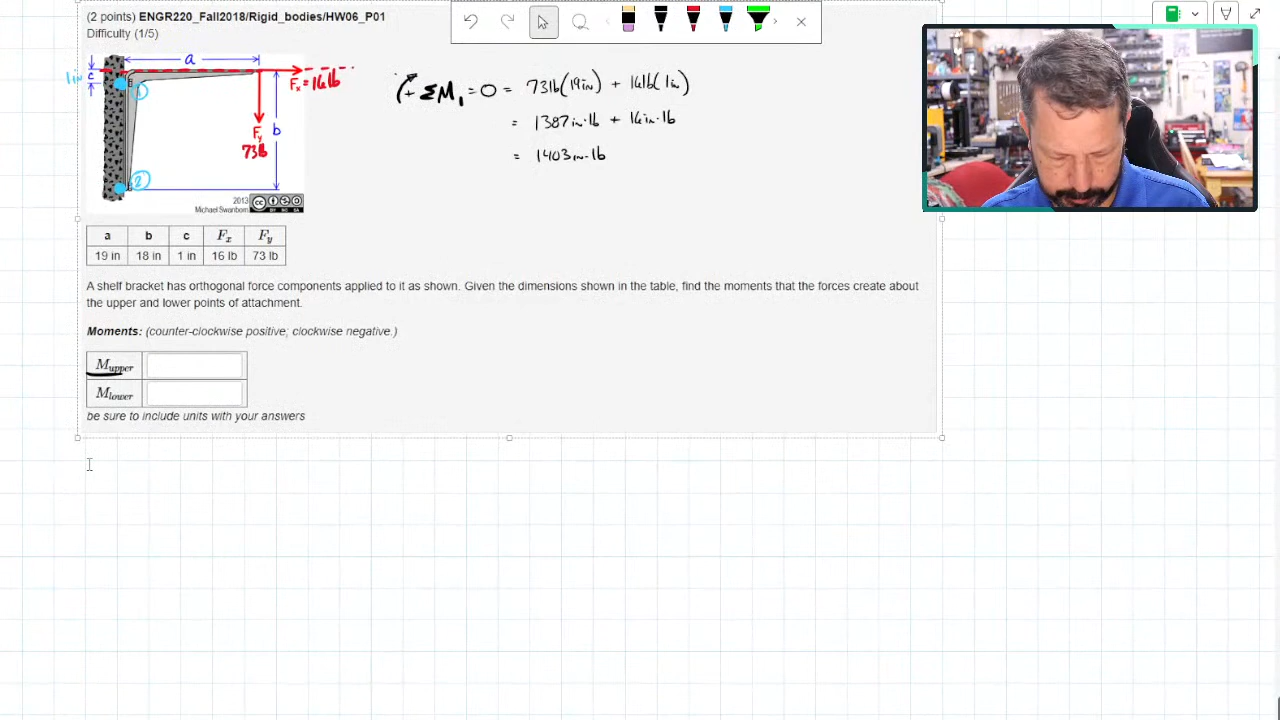 (2 points) ENGR220_Fall2018/Rigid_bodies/HW06_P01
Difficulty (1/5)
a
1in
c
1
Fx = 16lb
Fy
73lb
b
2
2013
Michael Swanbom
CC BY NC SA
(+ ΣM1 = 0 = 73lb(19in) + 16lb(1in)
= 1387in·lb + 16in·lb
= 1403in·lb
a b c Fx Fy
19 in 18 in 1 in 16 lb 73 lb
A shelf bracket has orthogonal force components applied to it as shown. Given the dimensions shown in the table, find the moments that the forces create about
the upper and lower points of attachment.
Moments: (counter-clockwise positive; clockwise negative.)
Mupper
Mlower
be sure to include units with your answers